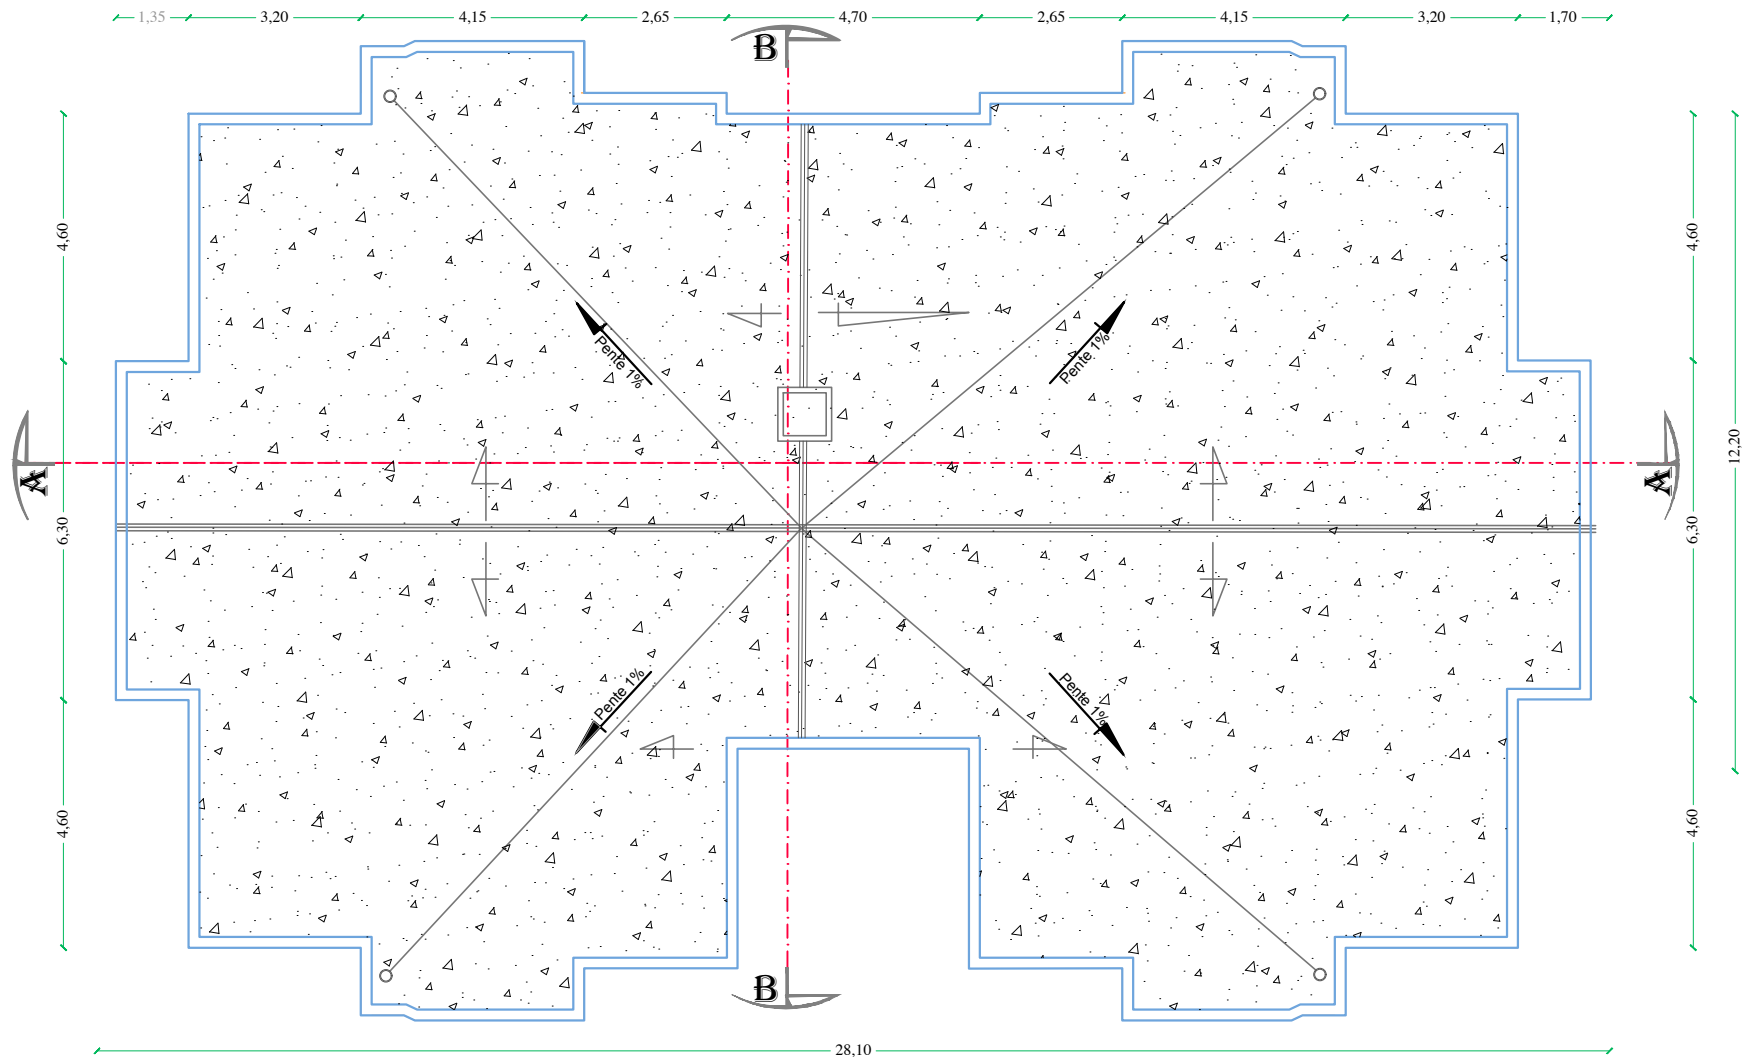 1,35 3,20 4,15 2,65 4,70 2,65 4,15 3,20 1,70
B
4,60 4,60
Pente 1% Pente 1%
12,20
A A
6,30 6,30
Pente 1% Pente 1%
4,60 4,60
B
28,10